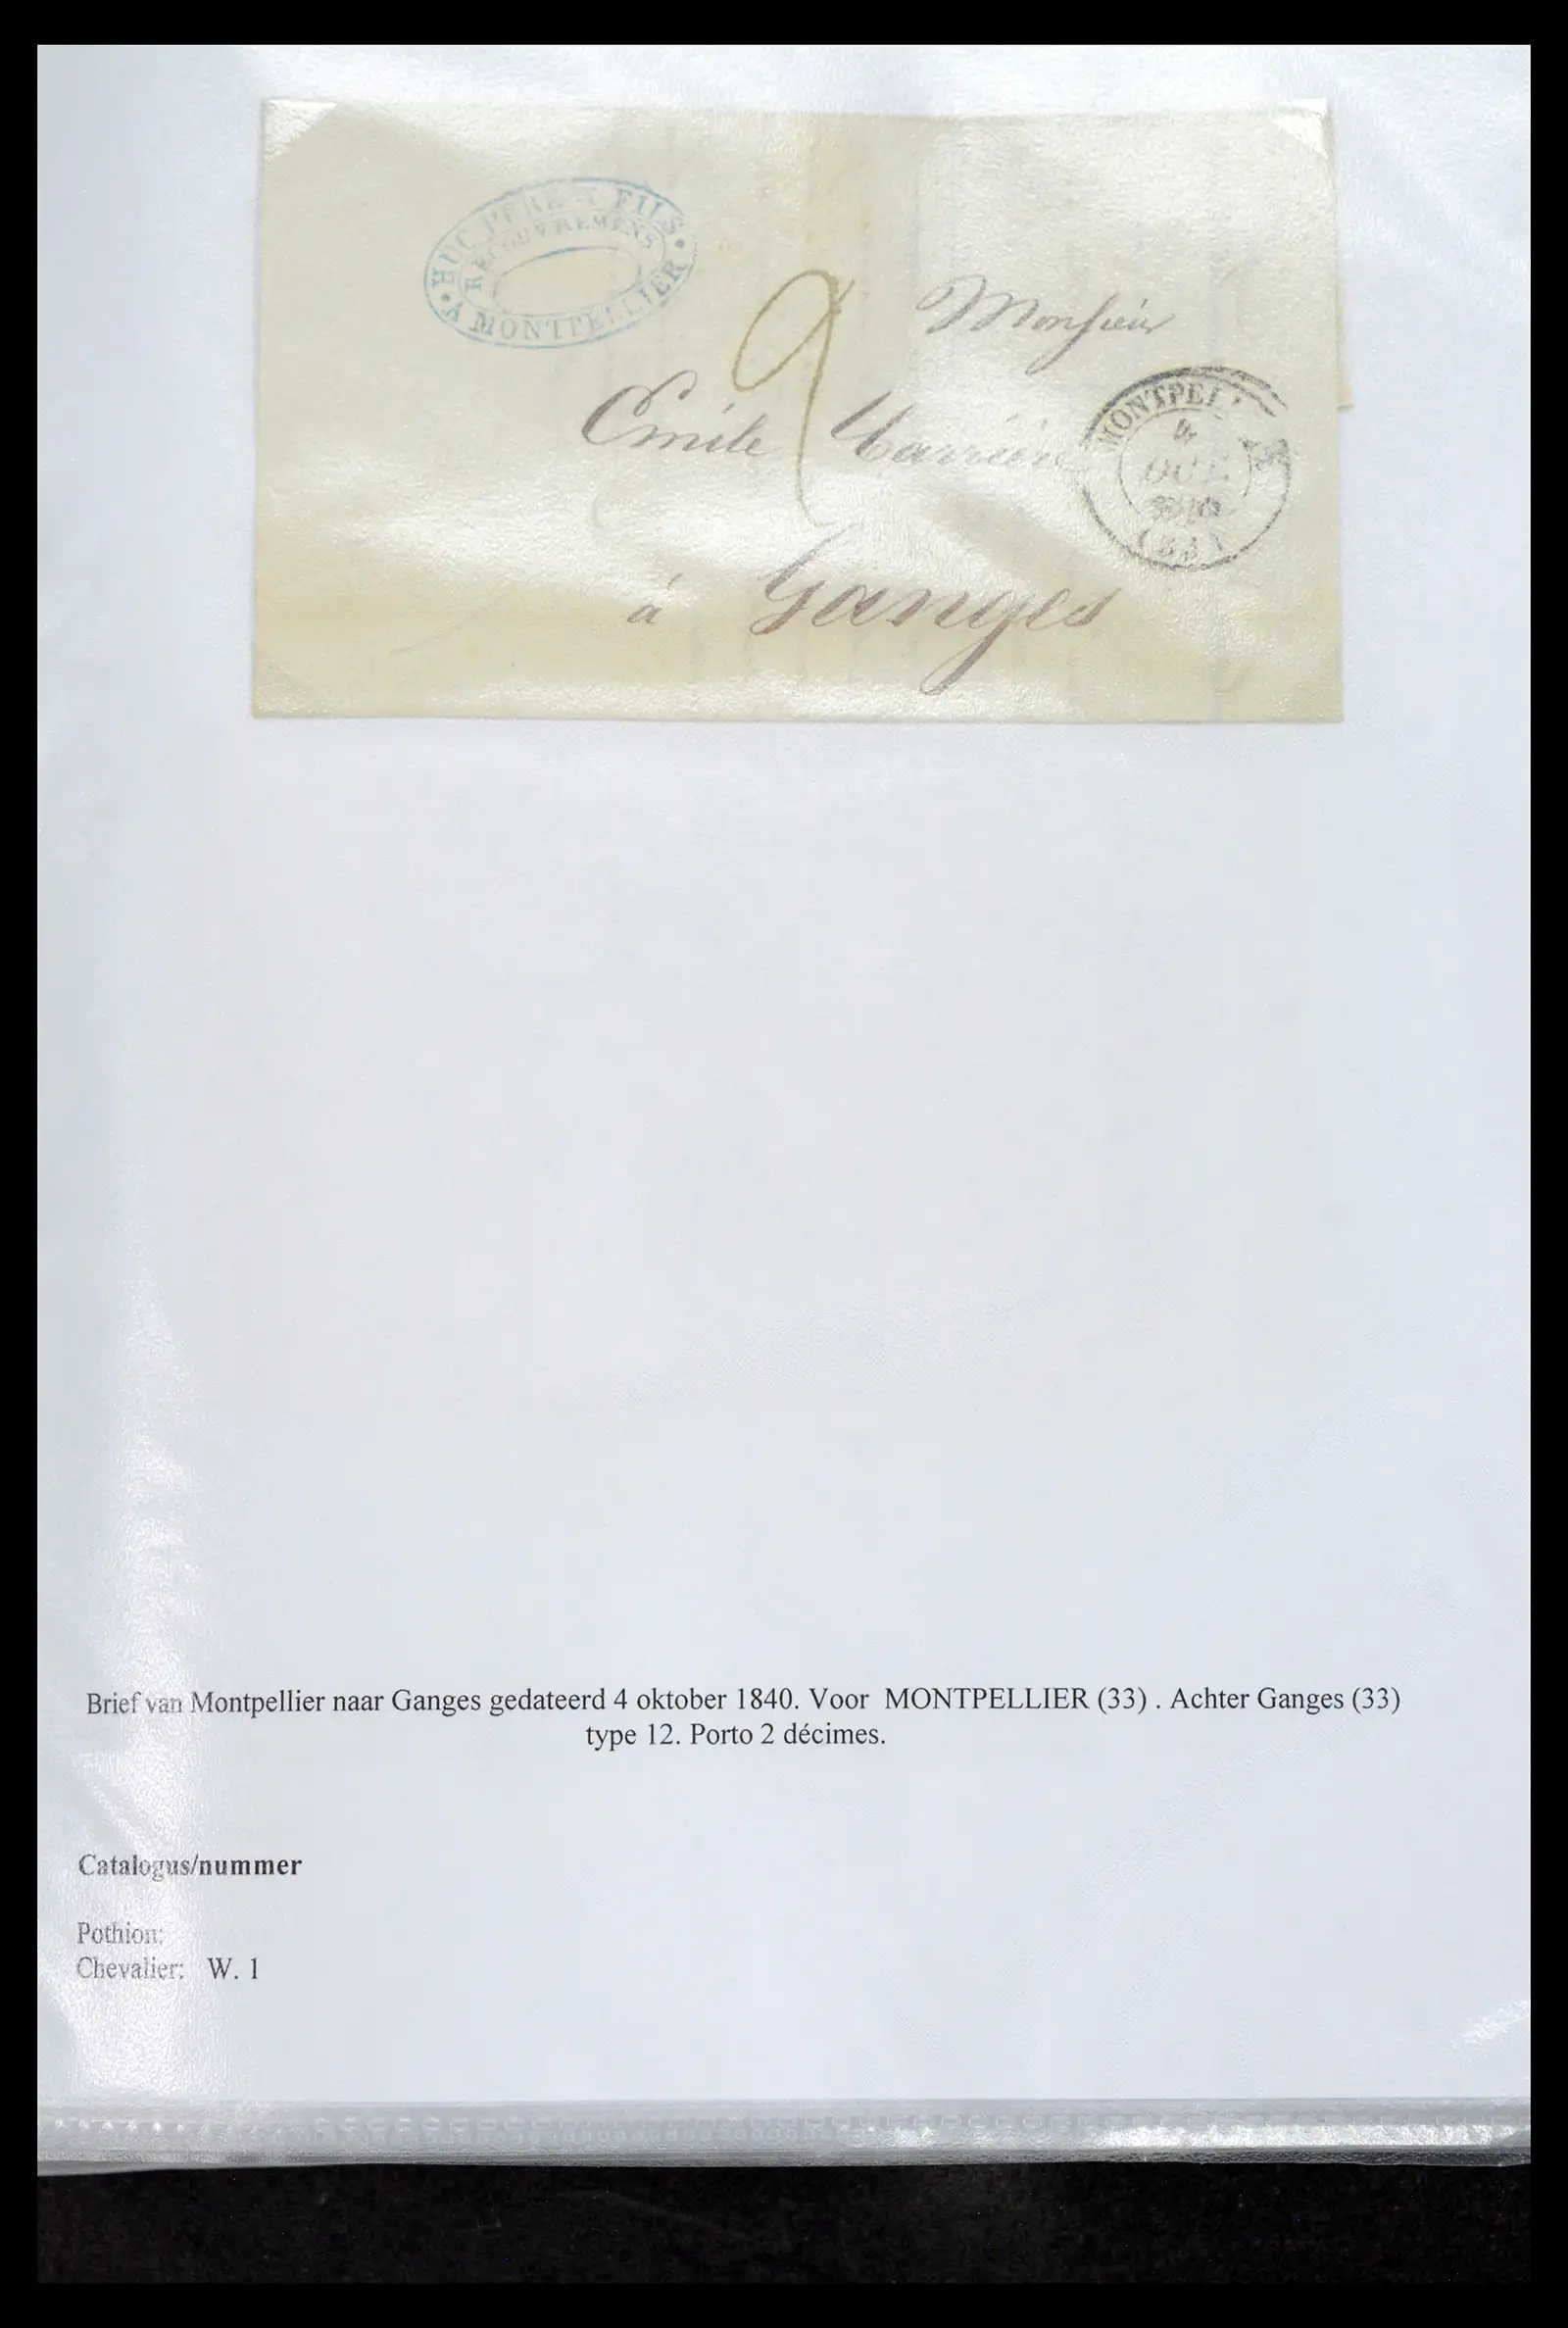 HUC PERE & FILS
RECOUVREMENS
A MONTPELLIER
2
Monsieur
Emile Carrière
MONTPELLIER
4
OCT.
1840
(33)
à Ganges
Brief van Montpellier naar Ganges gedateerd 4 oktober 1840. Voor MONTPELLIER (33) . Achter Ganges (33)
type 12. Porto 2 décimes.
Catalogus/nummer
Pothion:
Chevalier: W. 1